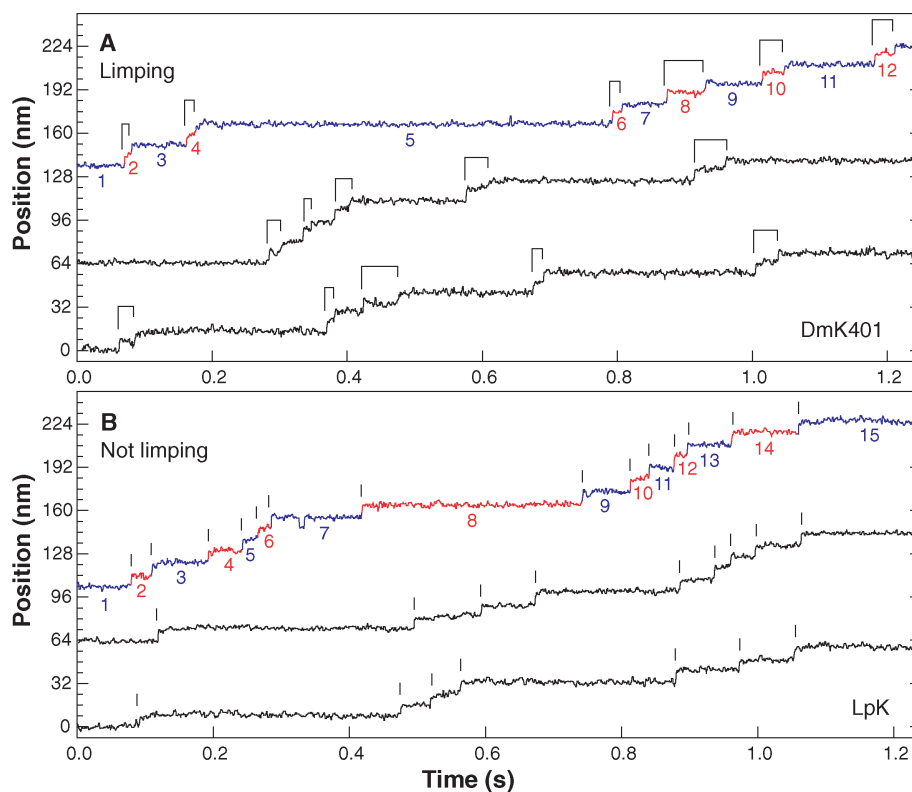 A
Limping
Position (nm)
224
192
160
128
96
64
32
0
1 2 3 4 5 6 7 8 9 10 11 12
DmK401
0.0 0.2 0.4 0.6 0.8 1.0 1.2
B
Not limping
Position (nm)
224
192
160
128
96
64
32
0
1 2 3 4 5 6 7 8 9 10 11 12 13 14 15
LpK
0.0 0.2 0.4 0.6 0.8 1.0 1.2
Time (s)